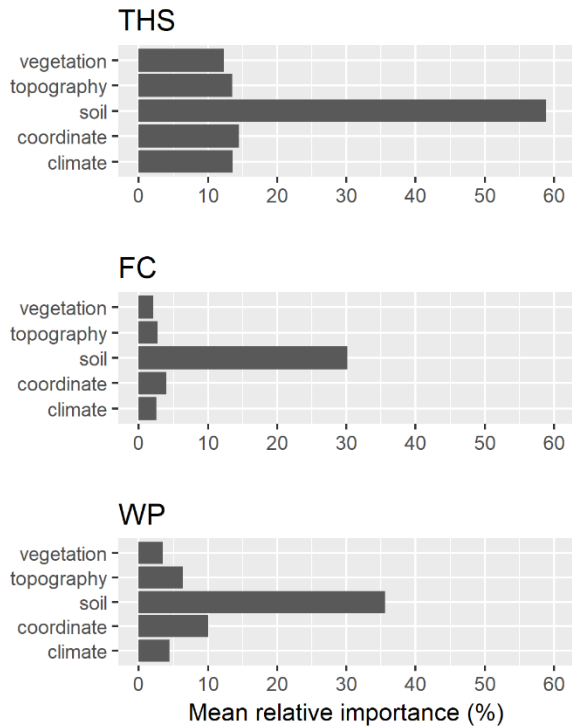 THS
vegetation
topography
soil
coordinate
climate
0 10 20 30 40 50 60
FC
vegetation
topography
soil
coordinate
climate
0 10 20 30 40 50 60
WP
vegetation
topography
soil
coordinate
climate
0 10 20 30 40 50 60
Mean relative importance (%)